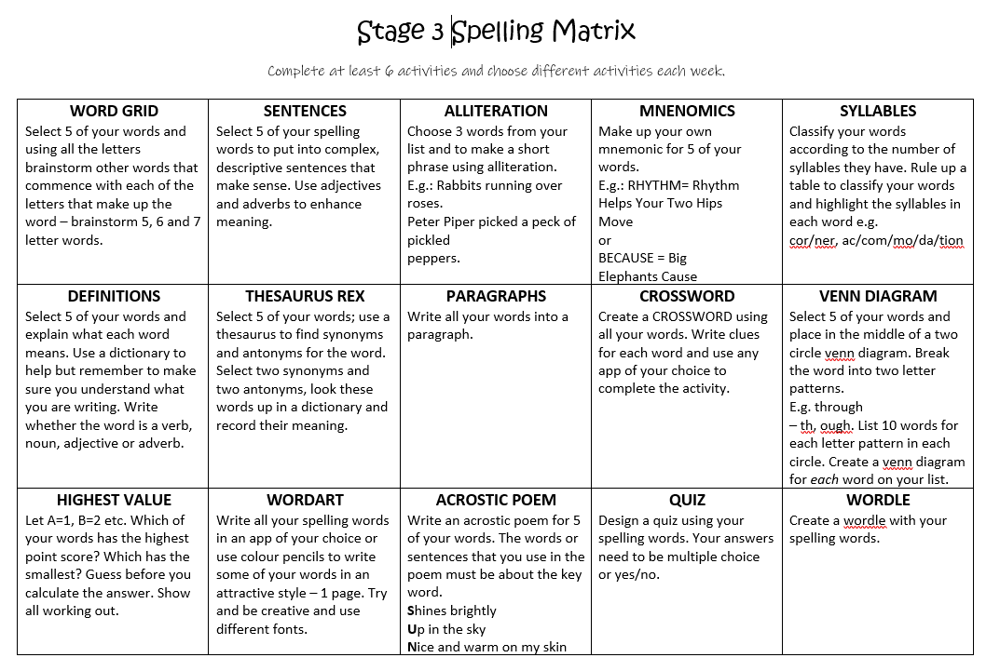 Stage 3 Spelling Matrix
Complete at least 6 activities and choose different activities each week.
WORD GRID
Select 5 of your words and
using all the letters
brainstorm other words that
commence with each of the
letters that make up the
word – brainstorm 5, 6 and 7
letter words.
SENTENCES
Select 5 of your spelling
words to put into complex,
descriptive sentences that
make sense. Use adjectives
and adverbs to enhance
meaning.
ALLITERATION
Choose 3 words from your
list and to make a short
phrase using alliteration.
E.g.: Rabbits running over
roses.
Peter Piper picked a peck of
pickled
peppers.
MNENOMICS
Make up your own
mnemonic for 5 of your
words.
E.g.: RHYTHM= Rhythm
Helps Your Two Hips
Move
or
BECAUSE = Big
Elephants Cause
SYLLABLES
Classify your words
according to the number of
syllables they have. Rule up a
table to classify your words
and highlight the syllables in
each word e.g.
cor/ner, ac/com/mo/da/tion
DEFINITIONS
Select 5 of your words and
explain what each word
means. Use a dictionary to
help but remember to make
sure you understand what
you are writing. Write
whether the word is a verb,
noun, adjective or adverb.
THESAURUS REX
Select 5 of your words; use a
thesaurus to find synonyms
and antonyms for the word.
Select two synonyms and
two antonyms, look these
words up in a dictionary and
record their meaning.
PARAGRAPHS
Write all your words into a
paragraph.
CROSSWORD
Create a CROSSWORD using
all your words. Write clues
for each word and use any
app of your choice to
complete the activity.
VENN DIAGRAM
Select 5 of your words and
place in the middle of a two
circle venn diagram. Break
the word into two letter
patterns.
E.g. through
– th, ough. List 10 words for
each letter pattern in each
circle. Create a venn diagram
for each word on your list.
HIGHEST VALUE
Let A=1, B=2 etc. Which of
your words has the highest
point score? Which has the
smallest? Guess before you
calculate the answer. Show
all working out.
WORDART
Write all your spelling words
in an app of your choice or
use colour pencils to write
some of your words in an
attractive style – 1 page. Try
and be creative and use
different fonts.
ACROSTIC POEM
Write an acrostic poem for 5
of your words. The words or
sentences that you use in the
poem must be about the key
word.
Shines brightly
Up in the sky
Nice and warm on my skin
QUIZ
Design a quiz using your
spelling words. Your answers
need to be multiple choice
or yes/no.
WORDLE
Create a wordle with your
spelling words.